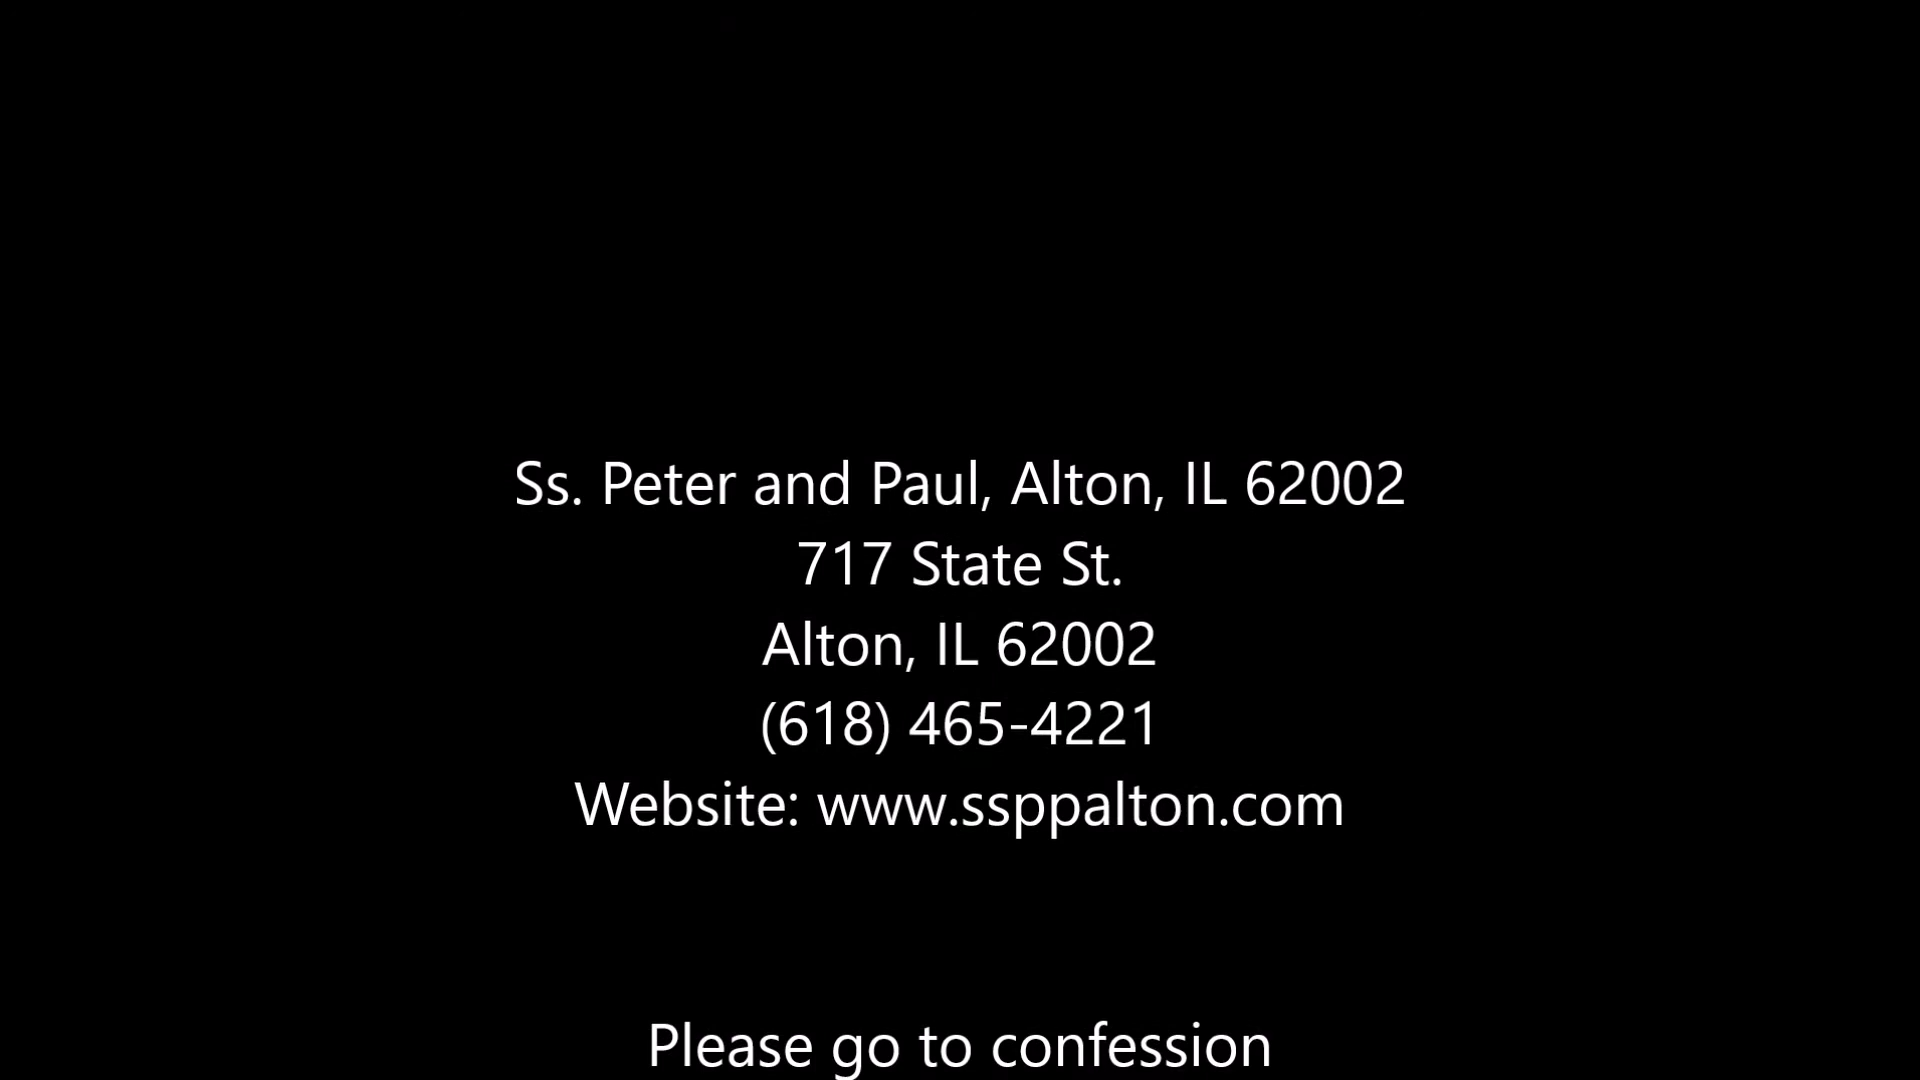 Ss. Peter and Paul, Alton, IL 62002
717 State St.
Alton, IL 62002
(618) 465-4221
Website: www.ssppalton.com
Please go to confession